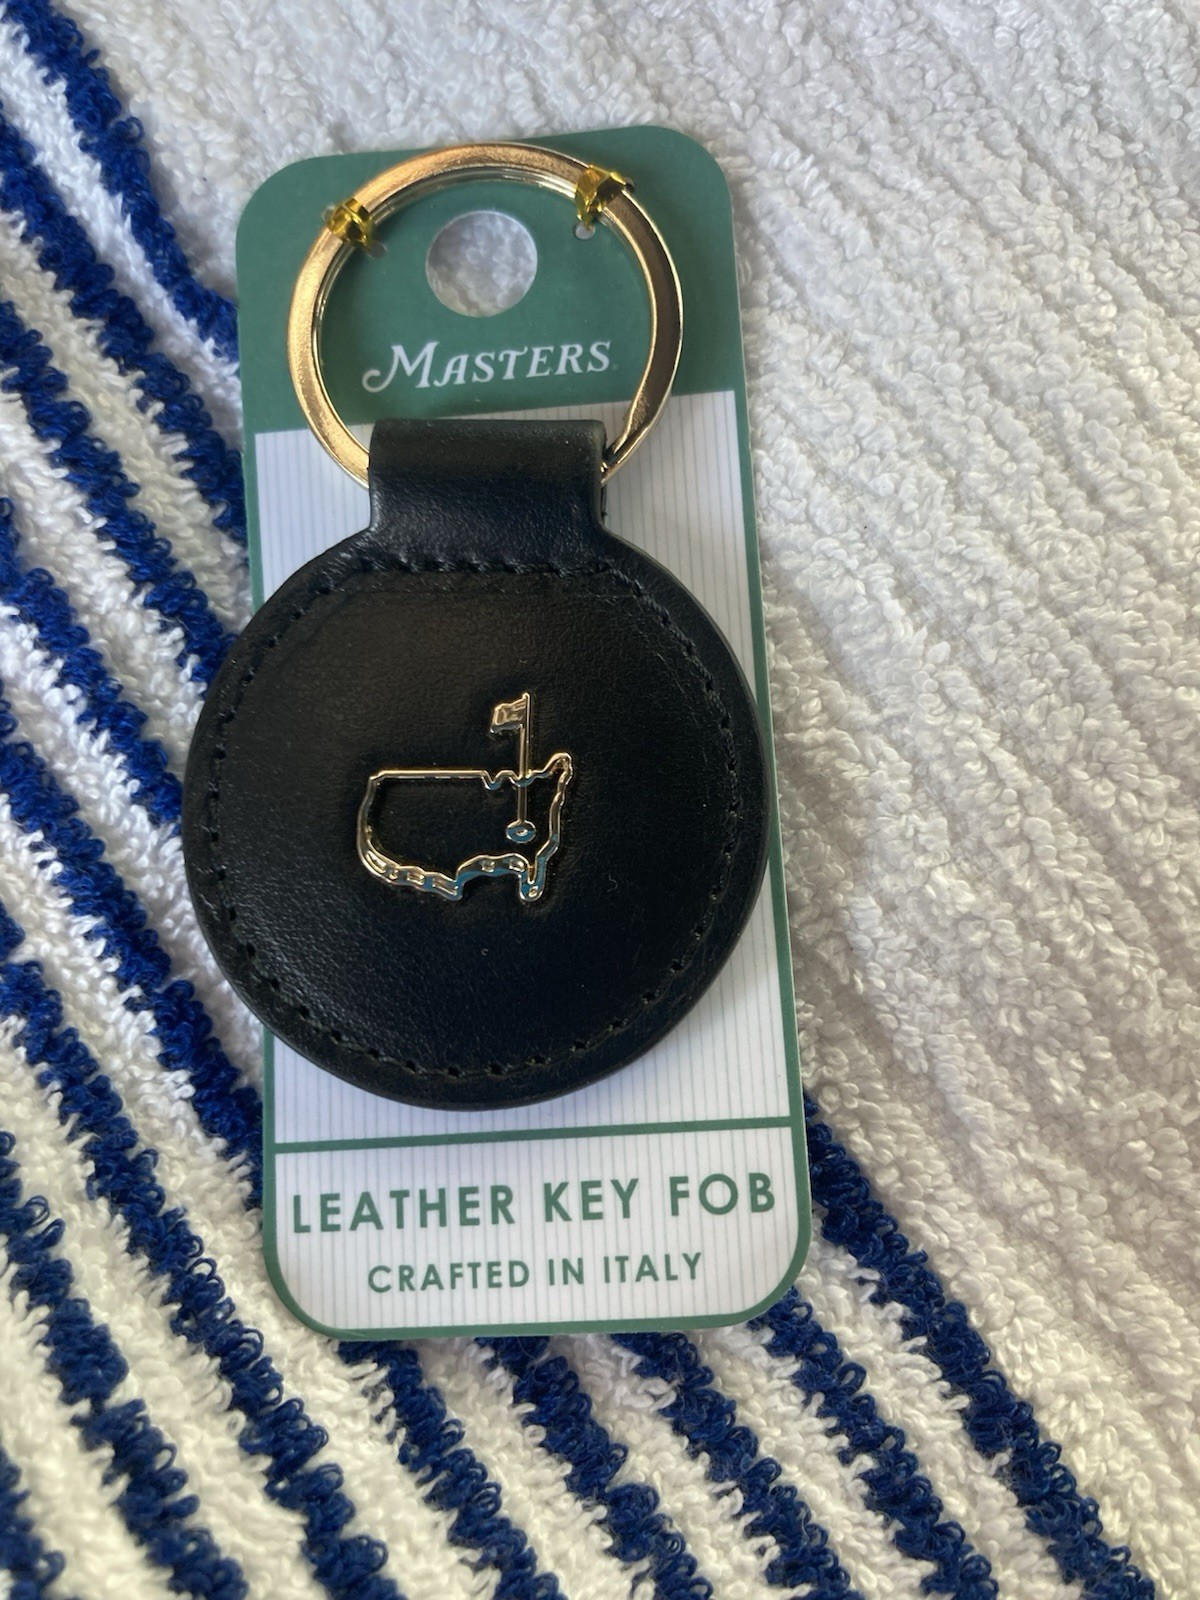 MASTERS
LEATHER KEY FOB
CRAFTED IN ITALY